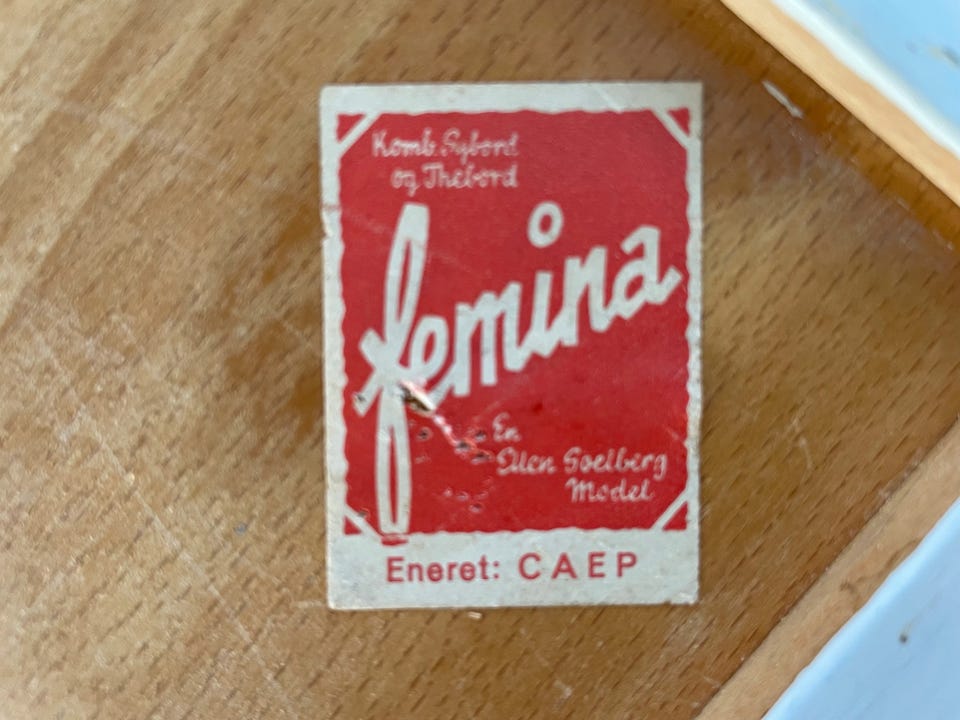 Komb. Sybord
og Thebord
femina
En
Ellen Soelberg
Model
Eneret: CAEP